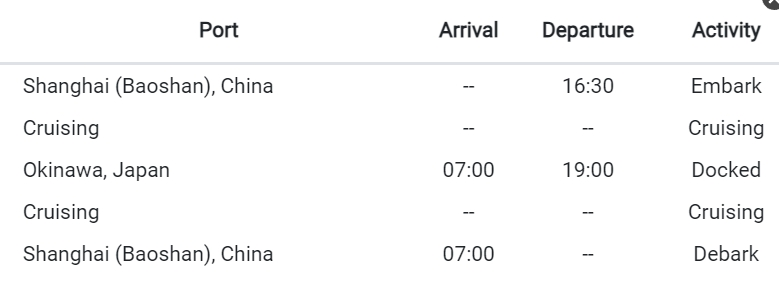 Port Arrival Departure Activity
Shanghai (Baoshan), China -- 16:30 Embark
Cruising -- -- Cruising
Okinawa, Japan 07:00 19:00 Docked
Cruising -- -- Cruising
Shanghai (Baoshan), China 07:00 -- Debark